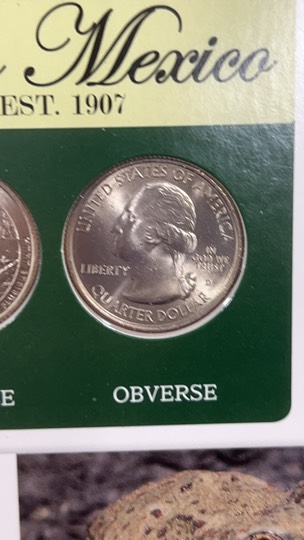 Mexico
EST. 1907
UNITED STATES OF AMERICA
LIBERTY
IN
GOD WE
TRUST
D
QUARTER DOLLAR
E
OBVERSE